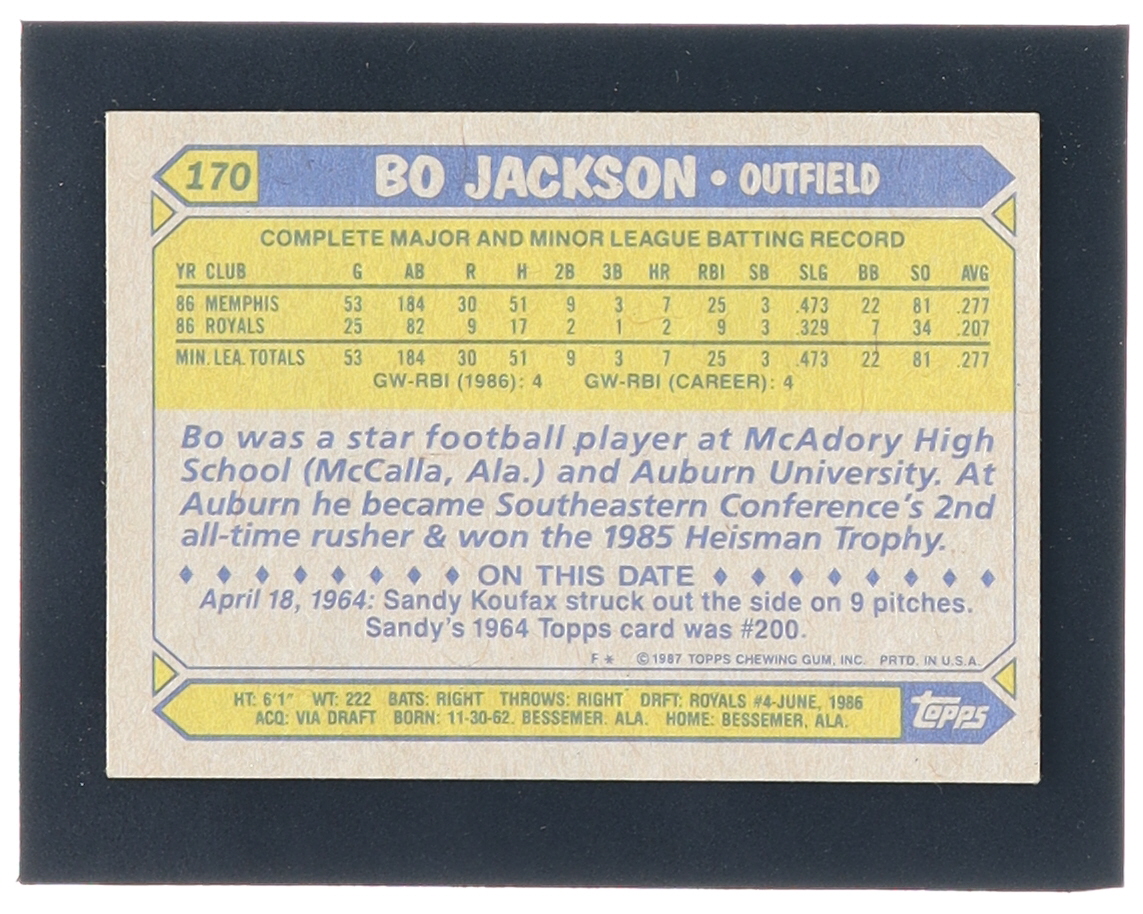 170 BO JACKSON • OUTFIELD
COMPLETE MAJOR AND MINOR LEAGUE BATTING RECORD
YR CLUB G AB R H 2B 3B HR RBI SB SLG BB SO AVG
86 MEMPHIS 53 184 30 51 9 3 7 25 3 .473 22 81 .277
86 ROYALS 25 82 9 17 2 1 2 9 3 .329 7 34 .207
MIN. LEA. TOTALS 53 184 30 51 9 3 7 25 3 .473 22 81 .277
GW-RBI (1986): 4 GW-RBI (CAREER): 4
Bo was a star football player at McAdory High
School (McCalla, Ala.) and Auburn University. At
Auburn he became Southeastern Conference's 2nd
all-time rusher & won the 1985 Heisman Trophy.
♦ ♦ ♦ ♦ ♦ ♦ ♦ ♦ ♦ ON THIS DATE ♦ ♦ ♦ ♦ ♦ ♦ ♦ ♦ ♦
April 18, 1964: Sandy Koufax struck out the side on 9 pitches.
Sandy's 1964 Topps card was #200.
F * © 1987 TOPPS CHEWING GUM, INC. PRTD. IN U.S.A.
HT: 6'1" WT: 222 BATS: RIGHT THROWS: RIGHT DRFT: ROYALS #4-JUNE, 1986
ACQ: VIA DRAFT BORN: 11-30-62, BESSEMER, ALA. HOME: BESSEMER, ALA.
topps